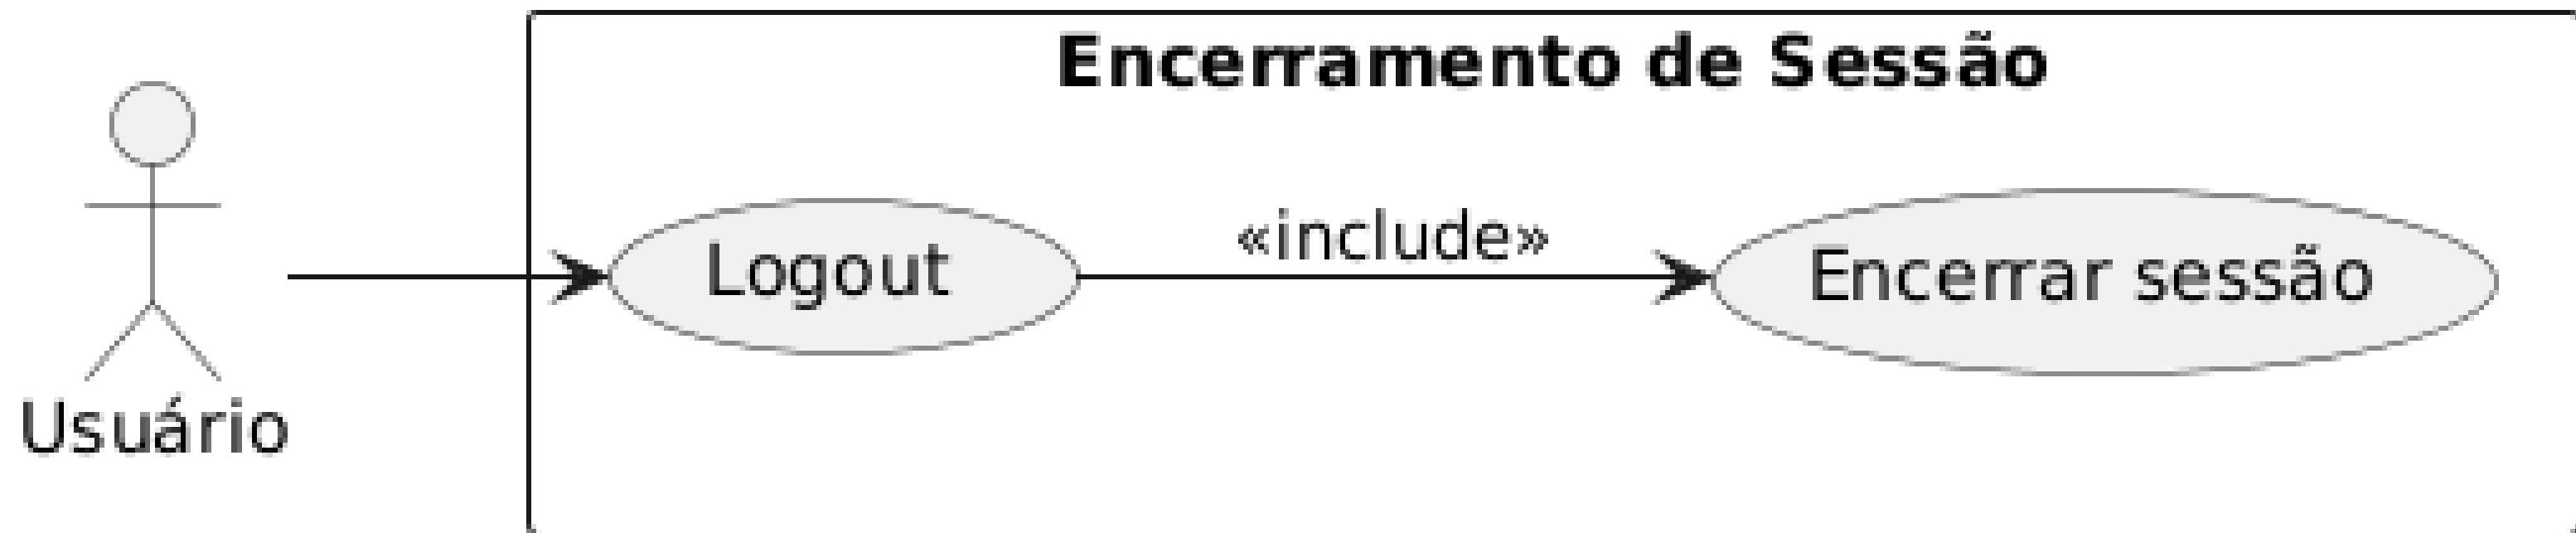 Encerramento de Sessão
Logout
«include»
Encerrar sessão
Usuário